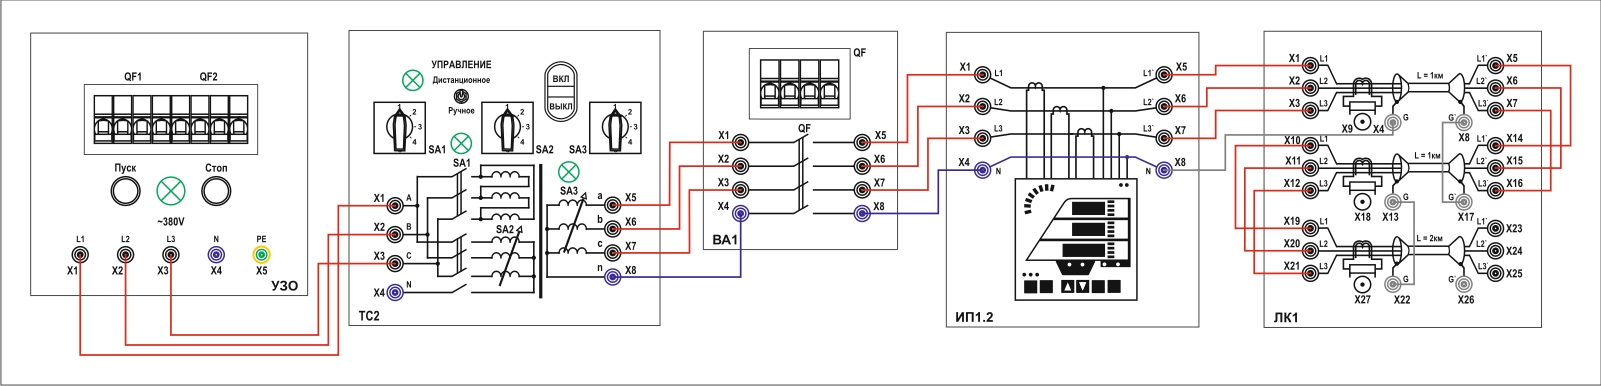 QF1 QF2
Пуск Стоп
~380V
L1 L2 L3 N PE
X1 X2 X3 X4 X5
УЗО
УПРАВЛЕНИЕ
Дистанционное
Ручное
ВКЛ
ВЫКЛ
1 2 3 4
SA1
1 2 3 4
SA2
1 2 3 4
SA3
SA1
SA2
SA3
X1 A
X2 B
X3 C
X4 N
a X5
b X6
c X7
n X8
ТС2
QF
QF
X1 X5
X2 X6
X3 X7
X4 X8
ВА1
X1 L1 L1´ X5
X2 L2 L2´ X6
X3 L3 L3´ X7
X4 N N X8
ИП1.2
X1 L1 L1´ X5
L = 1км
X2 L2 L2´ X6
X3 L3 L3´ X7
X9 X4 G G´ X8
X10 L1 L1´ X14
L = 1км
X11 L2 L2´ X15
X12 L3 L3´ X16
X18 X13 G G´ X17
X19 L1 L1´ X23
L = 2км
X20 L2 L2´ X24
X21 L3 L3´ X25
X27 X22 G G´ X26
ЛК1